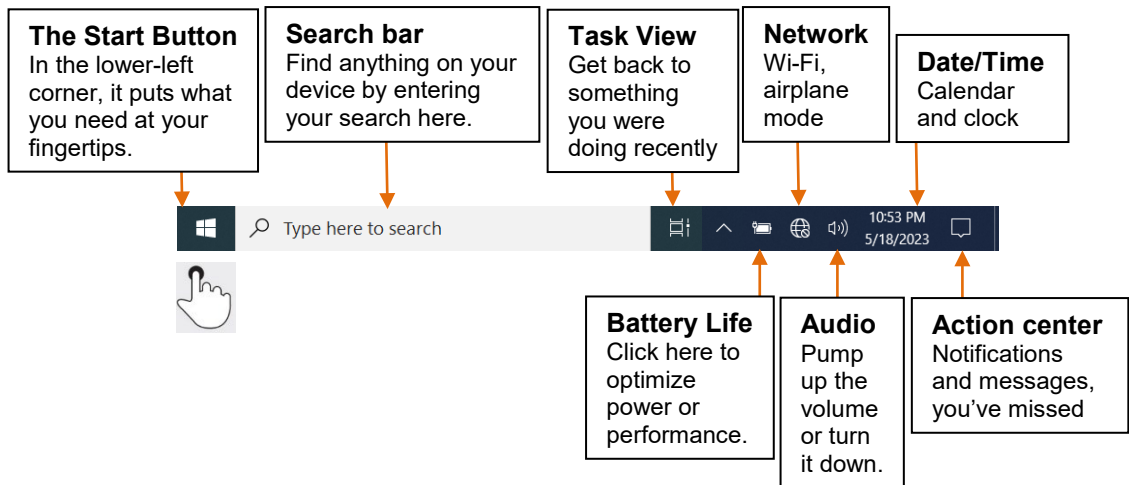 The Start Button
In the lower-left
corner, it puts what
you need at your
fingertips.
Search bar
Find anything on your
device by entering
your search here.
Task View
Get back to
something
you were
doing recently
Network
Wi-Fi,
airplane
mode
Date/Time
Calendar
and clock
Type here to search
10:53 PM
5/18/2023
Battery Life
Click here to
optimize
power or
performance.
Audio
Pump
up the
volume
or turn
it down.
Action center
Notifications
and messages,
you’ve missed